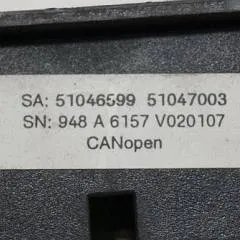 SA: 51046599 51047003
SN: 948 A 6157 V020107
CANopen